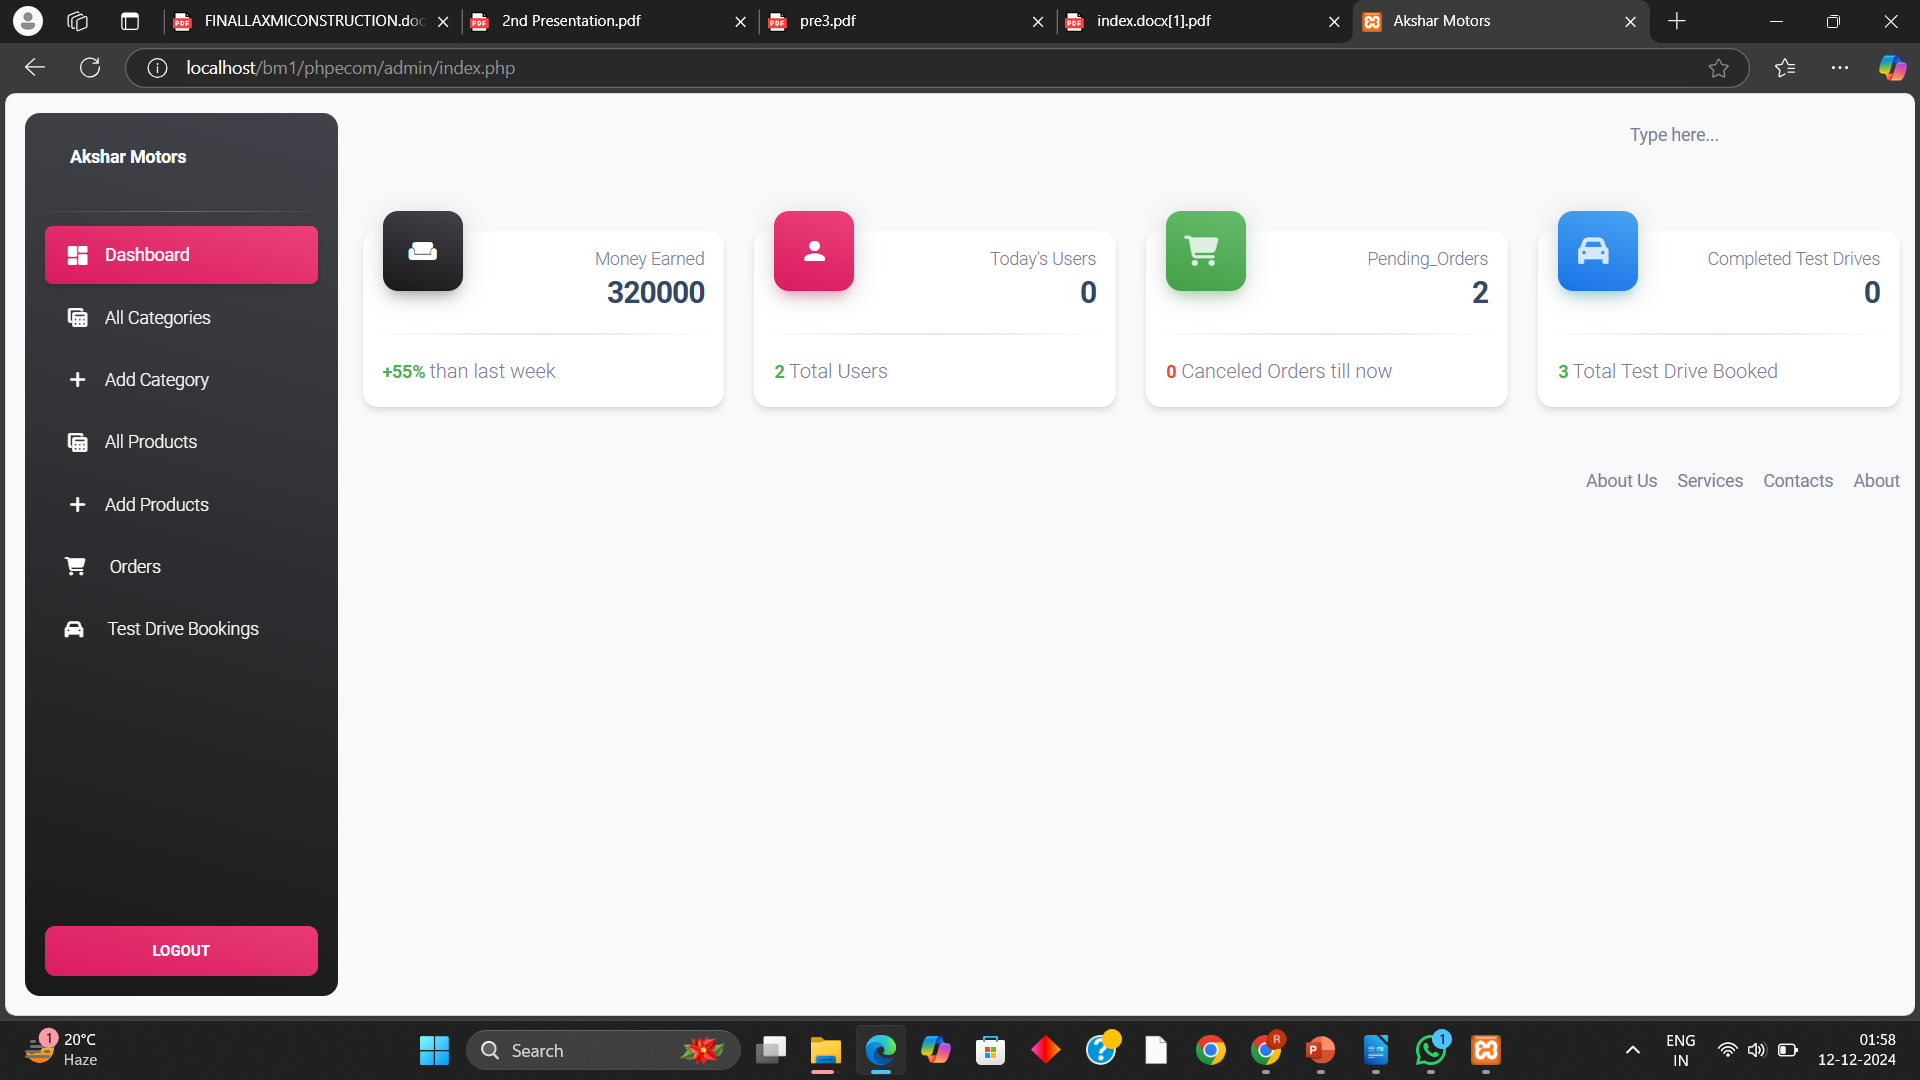 FINALLAXMICONSTRUCTION.doc
2nd Presentation.pdf
pre3.pdf
index.docx[1].pdf
Akshar Motors
localhost/bm1/phpecom/admin/index.php
Akshar Motors
Dashboard
All Categories
Add Category
All Products
Add Products
Orders
Test Drive Bookings
LOGOUT
Type here...
Money Earned
320000
+55% than last week
Today's Users
0
2 Total Users
Pending_Orders
2
0 Canceled Orders till now
Completed Test Drives
0
3 Total Test Drive Booked
About Us Services Contacts About
1
20°C
Haze
Search
R
P
1
ENG
IN
01:58
12-12-2024